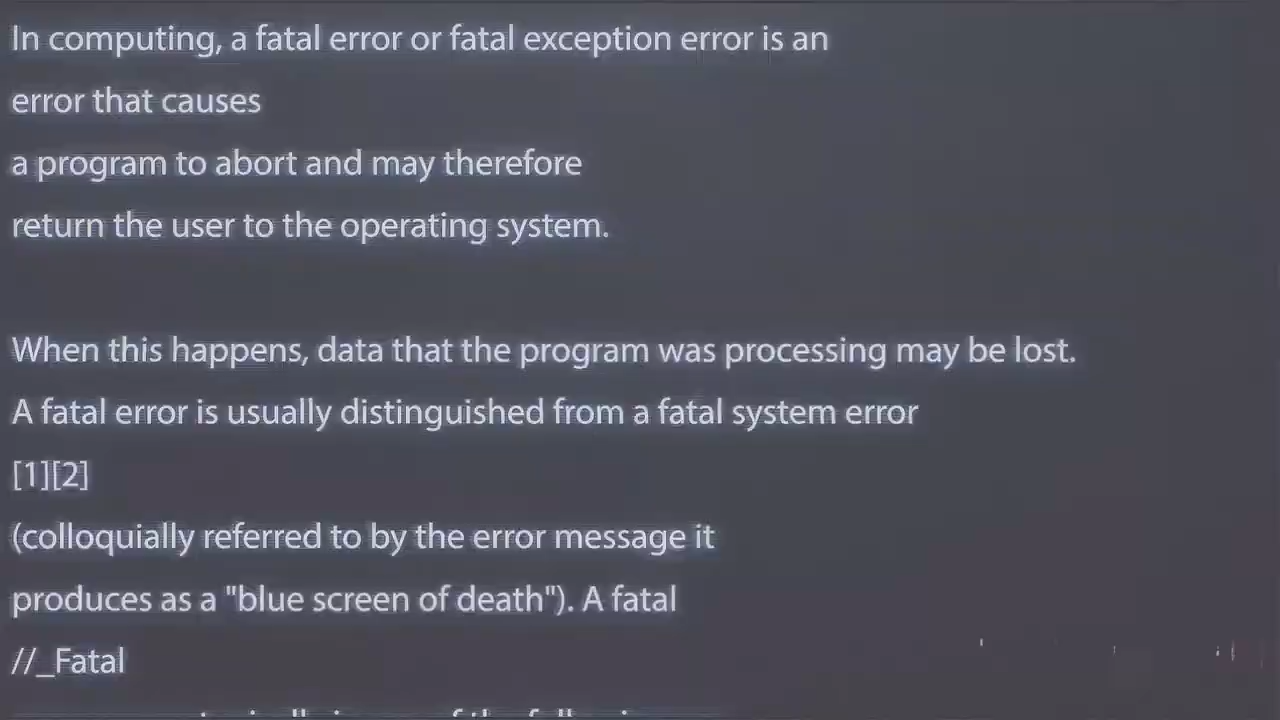 In computing, a fatal error or fatal exception error is an
error that causes
a program to abort and may therefore
return the user to the operating system.
When this happens, data that the program was processing may be lost.
A fatal error is usually distinguished from a fatal system error
[1][2]
(colloquially referred to by the error message it
produces as a "blue screen of death"). A fatal
//_Fatal